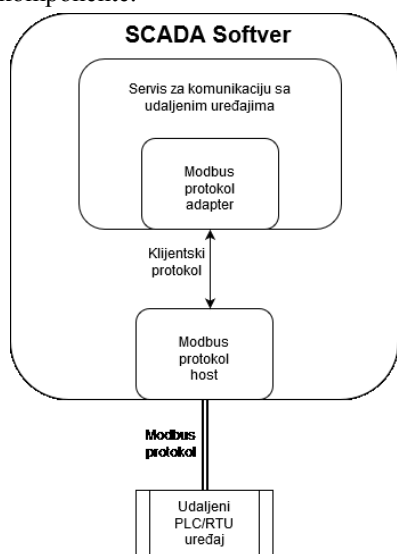 komponente.
SCADA Softver
Servis za komunikaciju sa
udaljenim uređajima
Modbus
protokol
adapter
Klijentski
protokol
Modbus
protokol
host
Modbus
protokol
Udaljeni
PLC/RTU
uređaj